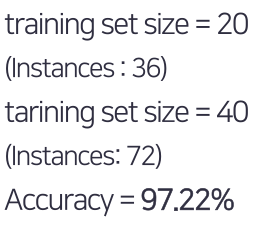 training set size = 20
(Instances : 36)
tarining set size = 40
(Instances: 72)
Accuracy = 97.22%